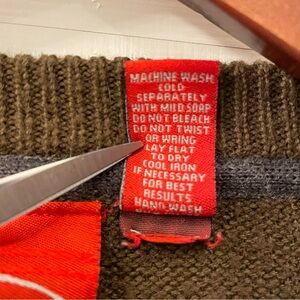 MACHINE WASH
COLD
SEPARATELY
WITH MILD SOAP
DO NOT BLEACH
DO NOT TWIST
OR WRING
LAY FLAT
TO DRY
COOL IRON
IF NECESSARY
FOR BEST
RESULTS
HAND WASH